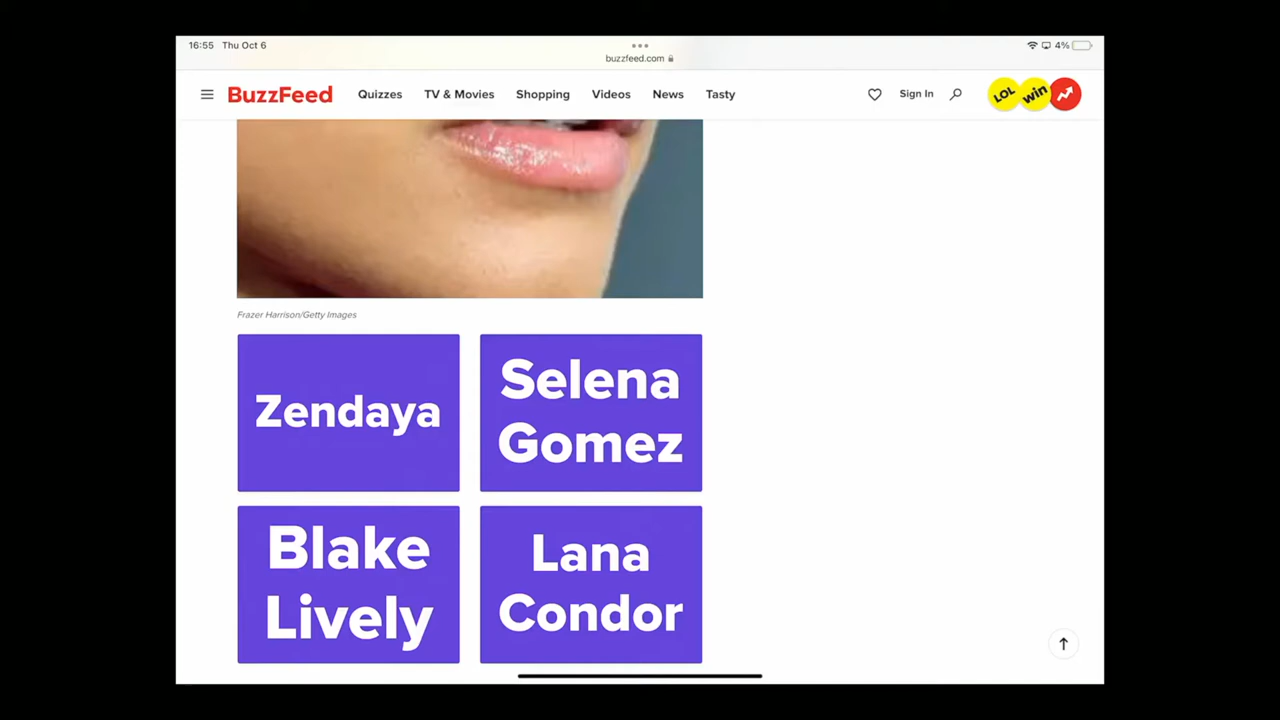 16:55 Thu Oct 6
4%
buzzfeed.com
BuzzFeed Quizzes TV & Movies Shopping Videos News Tasty Sign In LOL win
Frazer Harrison/Getty Images
Zendaya
Selena
Gomez
Blake
Lively
Lana
Condor